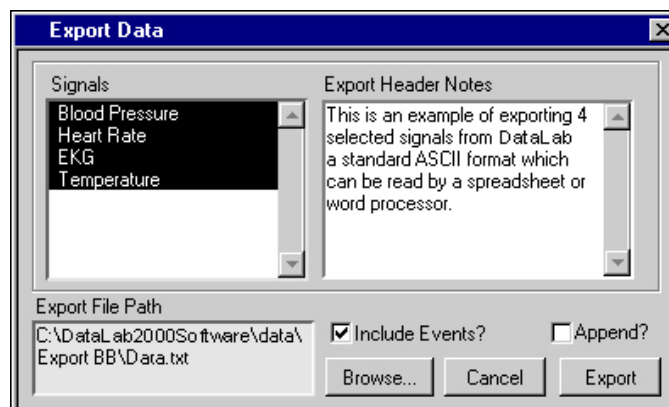 Export Data
Signals
Blood Pressure
Heart Rate
EKG
Temperature
Export Header Notes
This is an example of exporting 4
selected signals from DataLab
a standard ASCII format which
can be read by a spreadsheet or
word processor.
Export File Path
C:\DataLab2000Software\data\
Export BB\Data.txt
Include Events?
Append?
Browse...
Cancel
Export